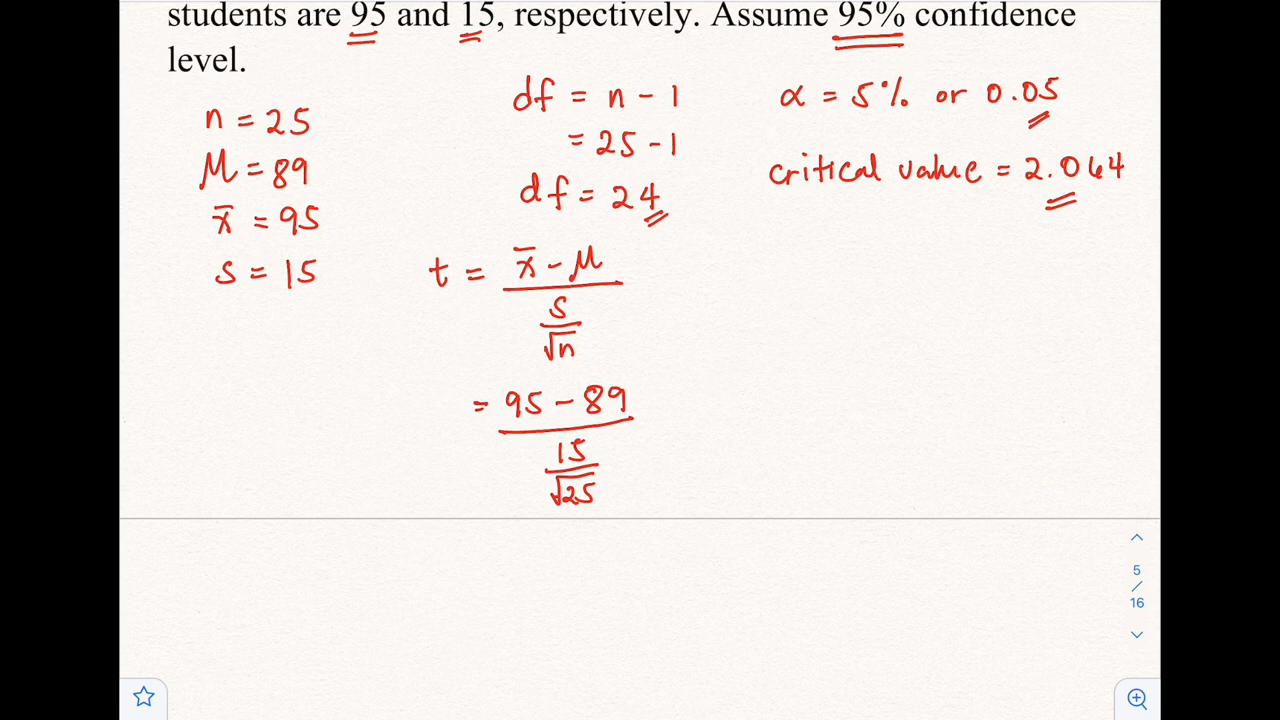 students are 95 and 15, respectively. Assume 95% confidence
level.
n = 25
μ = 89
x̄ = 95
s = 15
df = n - 1
= 25 - 1
df = 24
t = x̄ - μ
s
√n
= 95 - 89
15
√25
α = 5% or 0.05
critical value = 2.064
5
/
16